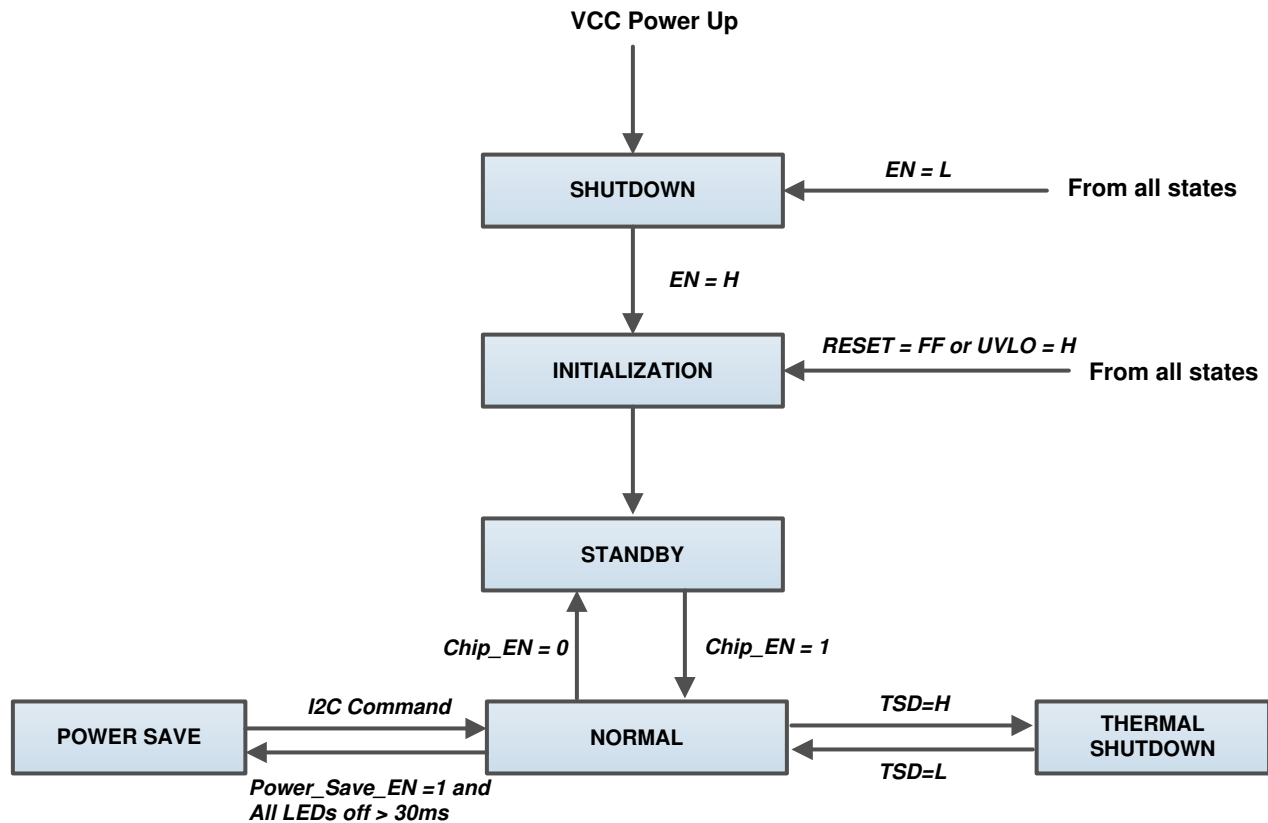 VCC Power Up
SHUTDOWN
EN = L
From all states
EN = H
INITIALIZATION
RESET = FF or UVLO = H
From all states
STANDBY
Chip_EN = 0
Chip_EN = 1
POWER SAVE
I2C Command
NORMAL
TSD=H
THERMAL
SHUTDOWN
TSD=L
Power_Save_EN =1 and
All LEDs off > 30ms